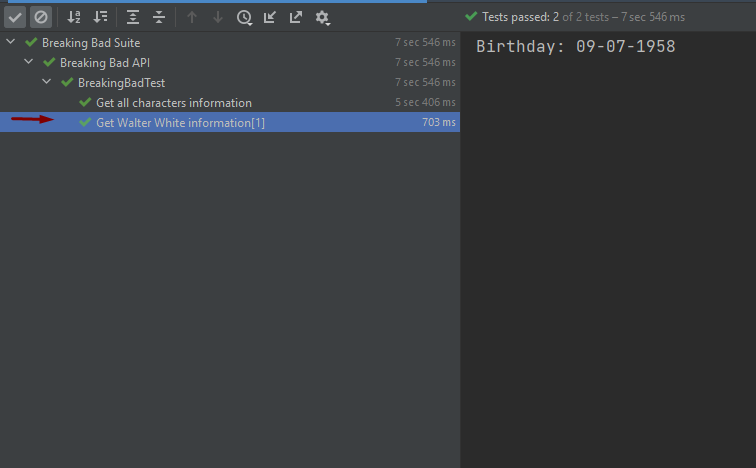 Tests passed: 2 of 2 tests – 7 sec 546 ms
Breaking Bad Suite 7 sec 546 ms
Breaking Bad API 7 sec 546 ms
BreakingBadTest 7 sec 546 ms
Get all characters information 5 sec 406 ms
Get Walter White information[1] 703 ms
Birthday: 09-07-1958